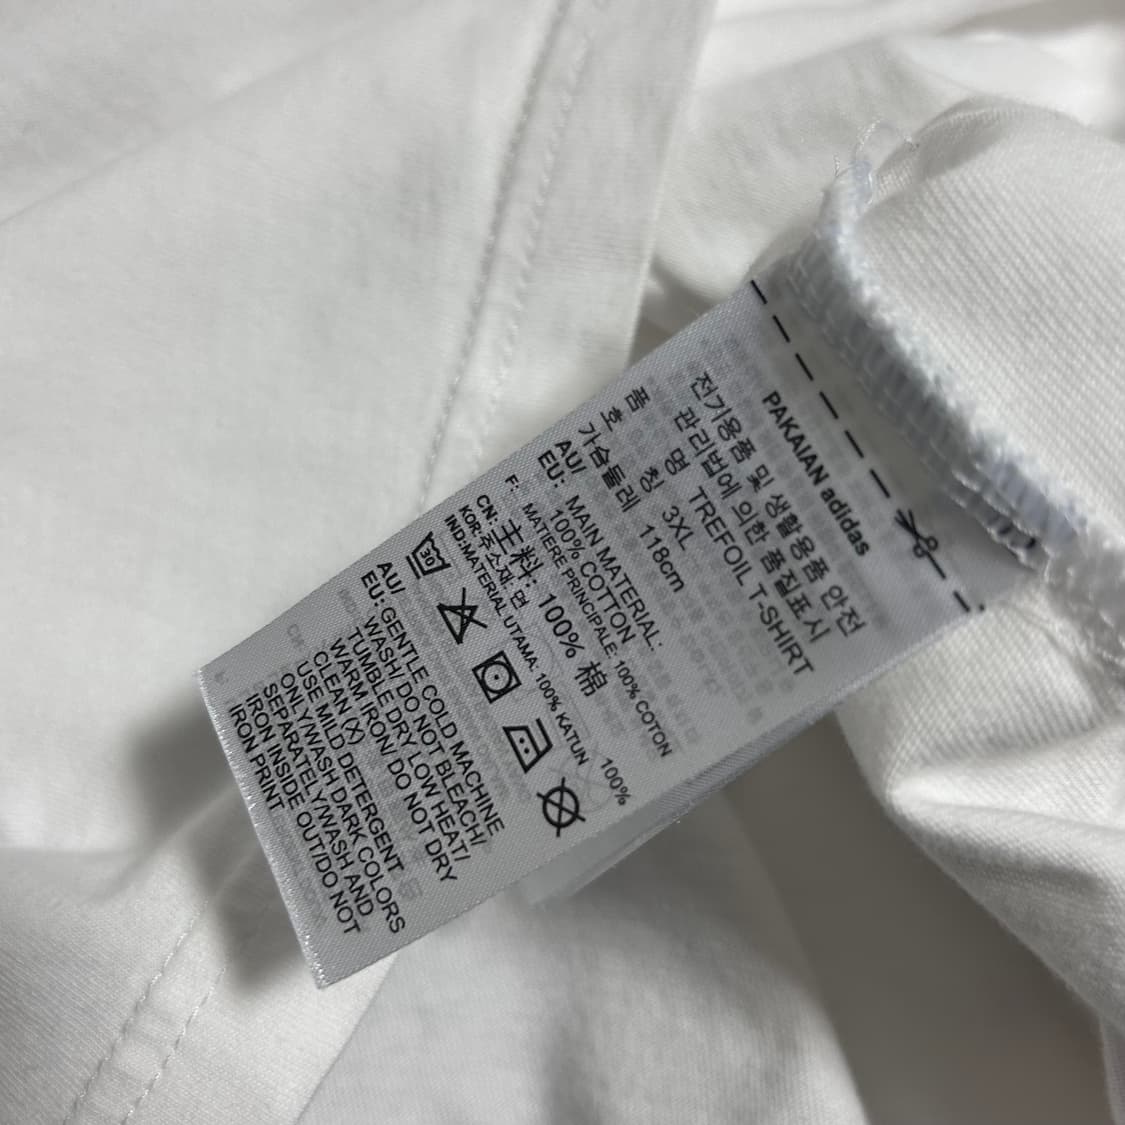 PAKAIAN adidas
전기용품 및 생활용품 안전
관리법에 의한 품질표시
품 명 TREFOIL T-SHIRT
호 칭 3XL
가슴둘레 118cm
AU/
EU: MAIN MATERIAL:
100% COTTON
F: MATIERE PRINCIPALE: 100% COTON
CN: 主料: 100% 棉
KOR:주소재: 면 100%
IND:MATERIAL UTAMA: 100% KATUN
30
AU/
EU: GENTLE COLD MACHINE
WASH/ DO NOT BLEACH/
TUMBLE DRY LOW HEAT/
WARM IRON/ DO NOT DRY
CLEAN (X)
USE MILD DETERGENT
ONLY/WASH DARK COLORS
SEPARATELY/WASH AND
IRON INSIDE OUT/DO NOT
IRON PRINT